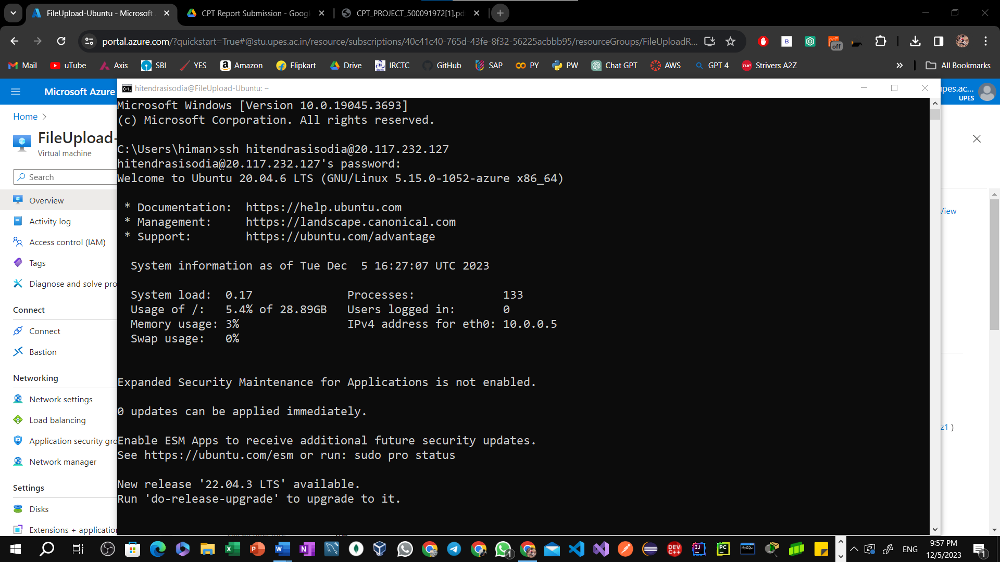 FileUpload-Ubuntu - Microsoft
CPT Report Submission - Googl
CPT_PROJECT_500091972[1].pd
portal.azure.com/?quickstart=True#@stu.upes.ac.in/resource/subscriptions/40c41c40-765d-43fe-8f32-56225acbbb95/resourceGroups/FileUploadR...
off
Mail
uTube
Axis
SBI
YES
Amazon
Flipkart
Drive
IRCTC
GitHub
SAP
PY
PW
Chat GPT
AWS
GPT 4
Strivers A2Z
All Bookmarks
Microsoft Azure
upes.ac...
UPES
Home
FileUpload-
Virtual machine
Search
Overview
Activity log
Access control (IAM)
Tags
Diagnose and solve pro
Connect
Connect
Bastion
Networking
Network settings
Load balancing
Application security gro
Network manager
Settings
Disks
Extensions + application
hitendrasisodia@FileUpload-Ubuntu: ~
Microsoft Windows [Version 10.0.19045.3693]
(c) Microsoft Corporation. All rights reserved.
C:\Users\himan>ssh hitendrasisodia@20.117.232.127
hitendrasisodia@20.117.232.127's password:
Welcome to Ubuntu 20.04.6 LTS (GNU/Linux 5.15.0-1052-azure x86_64)
* Documentation: https://help.ubuntu.com
* Management: https://landscape.canonical.com
* Support: https://ubuntu.com/advantage
System information as of Tue Dec 5 16:27:07 UTC 2023
System load: 0.17 Processes: 133
Usage of /: 5.4% of 28.89GB Users logged in: 0
Memory usage: 3% IPv4 address for eth0: 10.0.0.5
Swap usage: 0%
Expanded Security Maintenance for Applications is not enabled.
0 updates can be applied immediately.
Enable ESM Apps to receive additional future security updates.
See https://ubuntu.com/esm or run: sudo pro status
New release '22.04.3 LTS' available.
Run 'do-release-upgrade' to upgrade to it.
View
z1 )
ENG
9:57 PM
12/5/2023
1